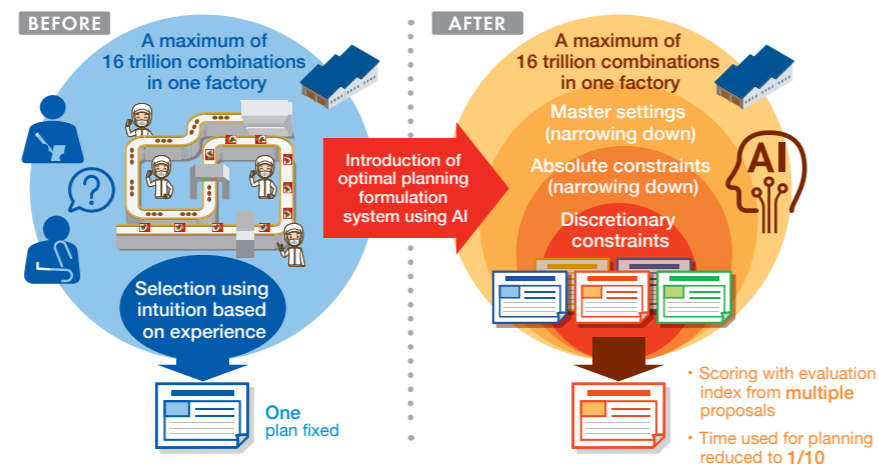 BEFORE
A maximum of
16 trillion combinations
in one factory
?
Selection using
intuition based
on experience
One
plan fixed
Introduction of
optimal planning
formulation
system using AI
AFTER
A maximum of
16 trillion combinations
in one factory
Master settings
(narrowing down)
Absolute constraints
(narrowing down)
Discretionary
constraints
AI
• Scoring with evaluation
index from multiple
proposals
• Time used for planning
reduced to 1/10